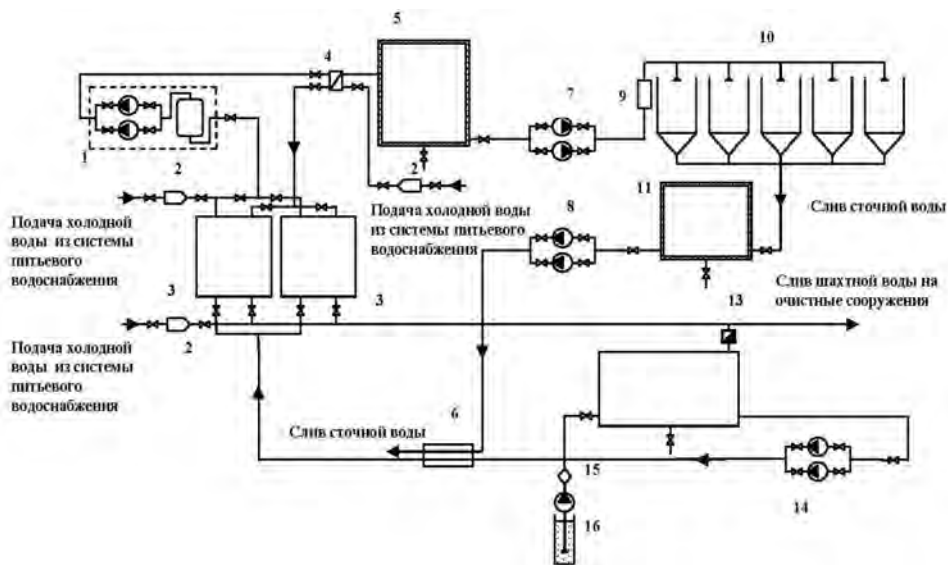 5
10
4
7
9
1
2
2
11
Слив сточной воды
Подача холодной
воды из системы
питьевого
водоснабжения
Подача холодной воды
из системы питьевого
водоснабжения
8
3
3
13
Слив шахтной воды на
очистные сооружения
2
Подача холодной
воды из системы
питьевого
водоснабжения
6
Слив сточной воды
15
14
16